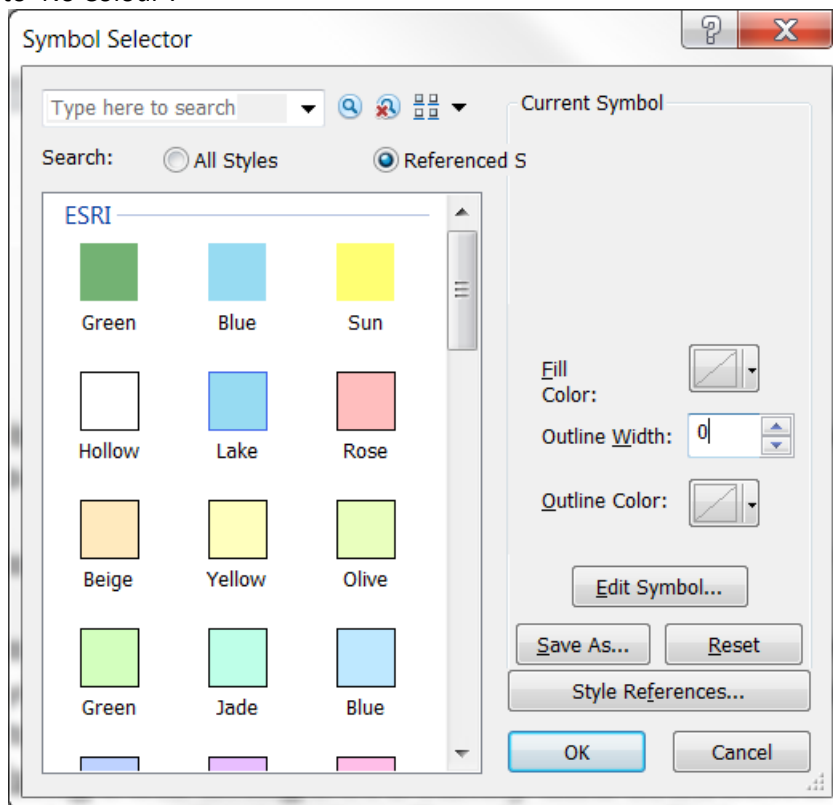 to 'No Colour'.
Symbol Selector
Type here to search
Search: All Styles Referenced S
ESRI
Green Blue Sun
Hollow Lake Rose
Beige Yellow Olive
Green Jade Blue
Current Symbol
Fill
Color:
Outline Width: 0
Outline Color:
Edit Symbol...
Save As... Reset
Style References...
OK Cancel